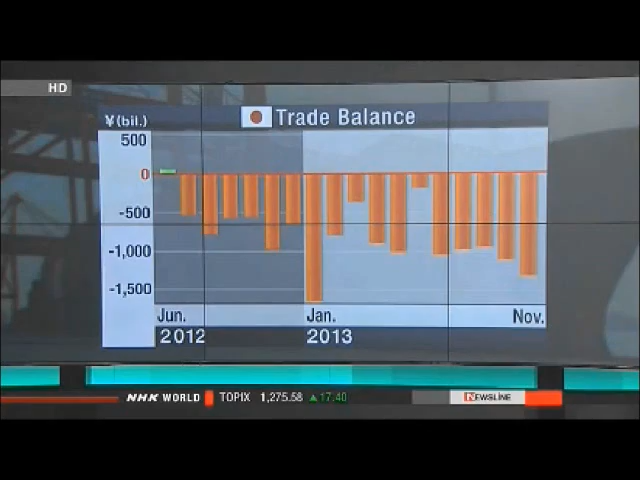 HD
¥(bil.)
Trade Balance
500
0
-500
-1,000
-1,500
Jun.
Jan.
Nov.
2012
2013
NHK WORLD
TOPIX 1,275.58 ▲17.40
NEWSLINE